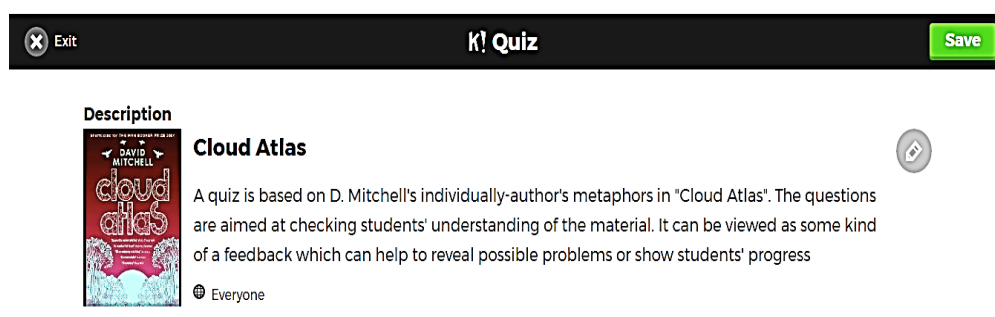 Exit
K! Quiz
Save
Description
DAVID
MITCHELL
cloud
atlas
Cloud Atlas
A quiz is based on D. Mitchell's individually-author's metaphors in "Cloud Atlas". The questions
are aimed at checking students' understanding of the material. It can be viewed as some kind
of a feedback which can help to reveal possible problems or show students' progress
Everyone